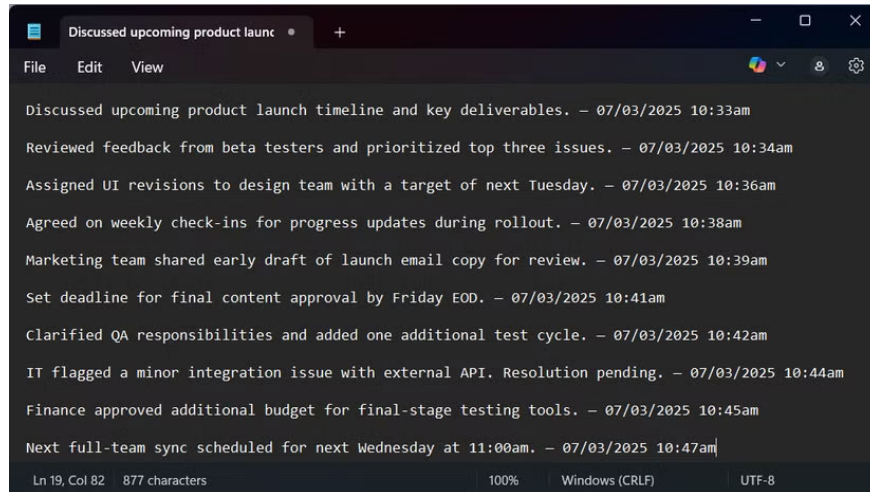 Discussed upcoming product launc
File Edit View
Discussed upcoming product launch timeline and key deliverables. — 07/03/2025 10:33am
Reviewed feedback from beta testers and prioritized top three issues. — 07/03/2025 10:34am
Assigned UI revisions to design team with a target of next Tuesday. — 07/03/2025 10:36am
Agreed on weekly check-ins for progress updates during rollout. — 07/03/2025 10:38am
Marketing team shared early draft of launch email copy for review. — 07/03/2025 10:39am
Set deadline for final content approval by Friday EOD. — 07/03/2025 10:41am
Clarified QA responsibilities and added one additional test cycle. — 07/03/2025 10:42am
IT flagged a minor integration issue with external API. Resolution pending. — 07/03/2025 10:44am
Finance approved additional budget for final-stage testing tools. — 07/03/2025 10:45am
Next full-team sync scheduled for next Wednesday at 11:00am. — 07/03/2025 10:47am
Ln 19, Col 82 877 characters 100% Windows (CRLF) UTF-8